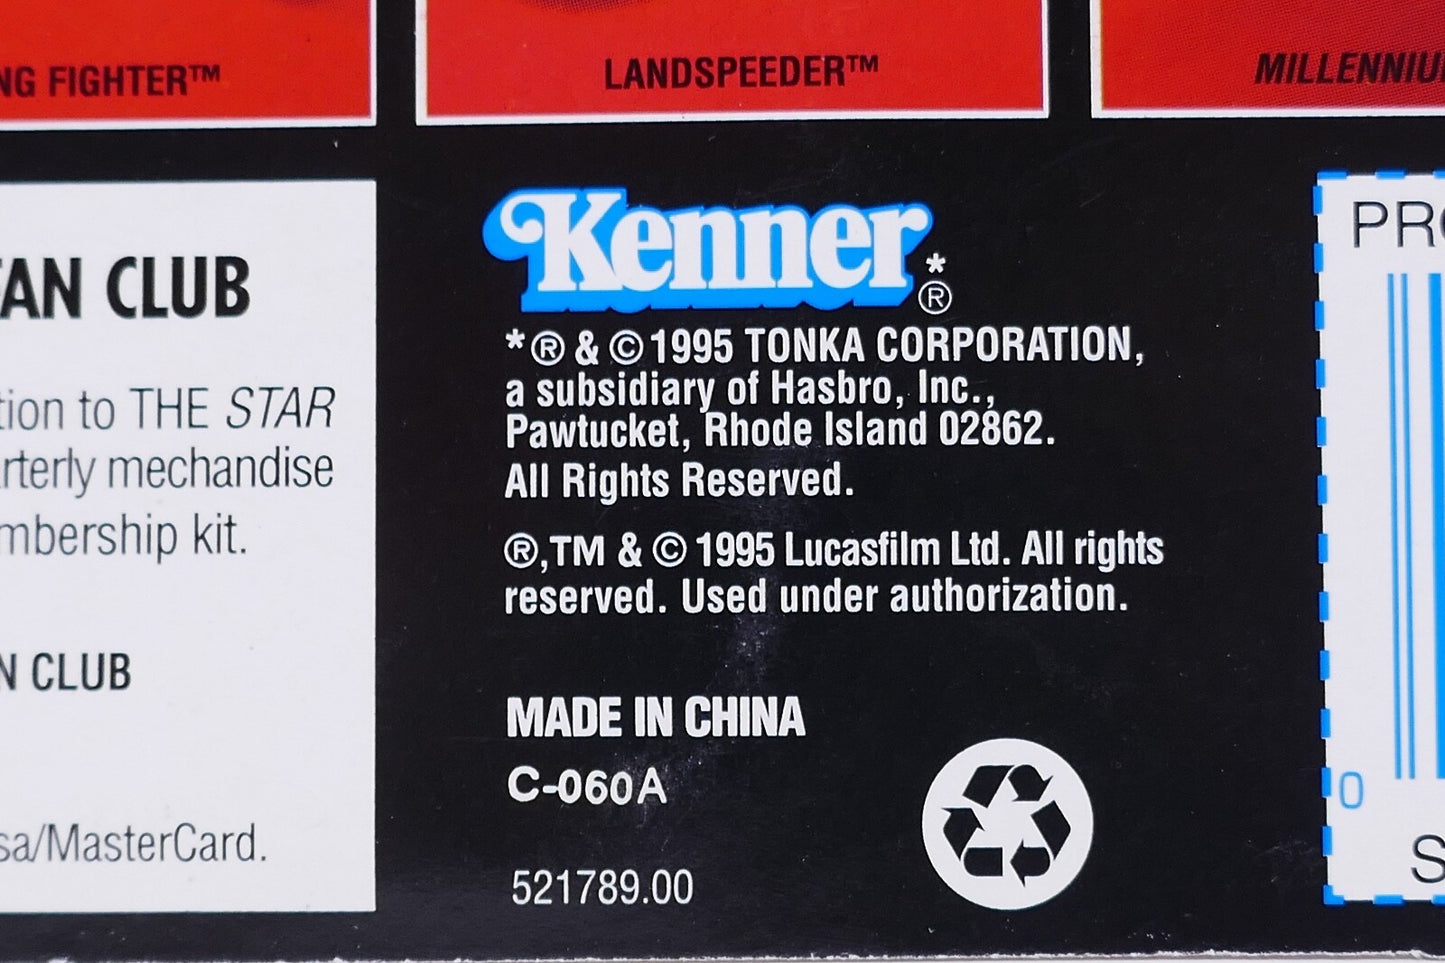 NG FIGHTER™
LANDSPEEDER™
MILLENNIU
FAN CLUB
tion to THE STAR
rterly mechandise
mbership kit.
N CLUB
sa/MasterCard.
Kenner*®
*® & © 1995 TONKA CORPORATION,
a subsidiary of Hasbro, Inc.,
Pawtucket, Rhode Island 02862.
All Rights Reserved.
®,TM & © 1995 Lucasfilm Ltd. All rights
reserved. Used under authorization.
MADE IN CHINA
C-060A
521789.00
PRO
0
S